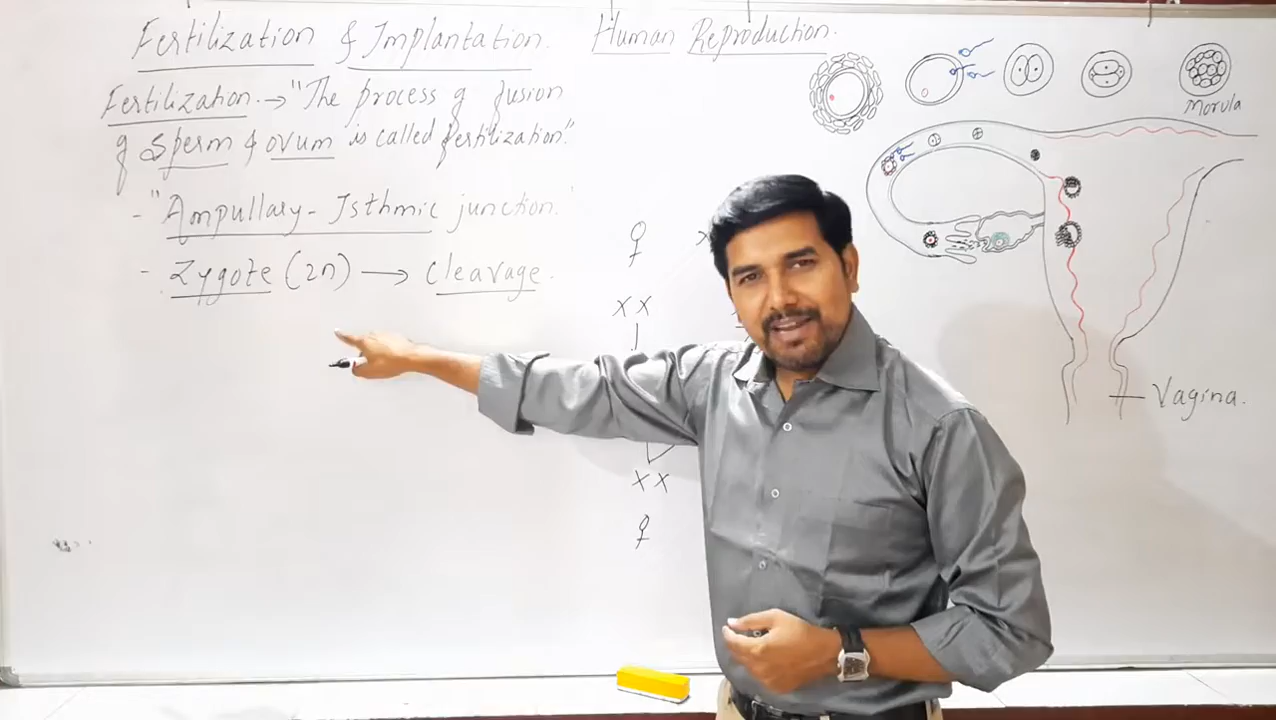 Fertilization & Implantation.
Human Reproduction.
Fertilization. → "The process of fusion
of sperm & ovum is called fertilization."
- "Ampullary - Isthmic junction.
- Zygote (2n) → Cleavage.
Morula
♀
XX
XX
♀
Vagina.